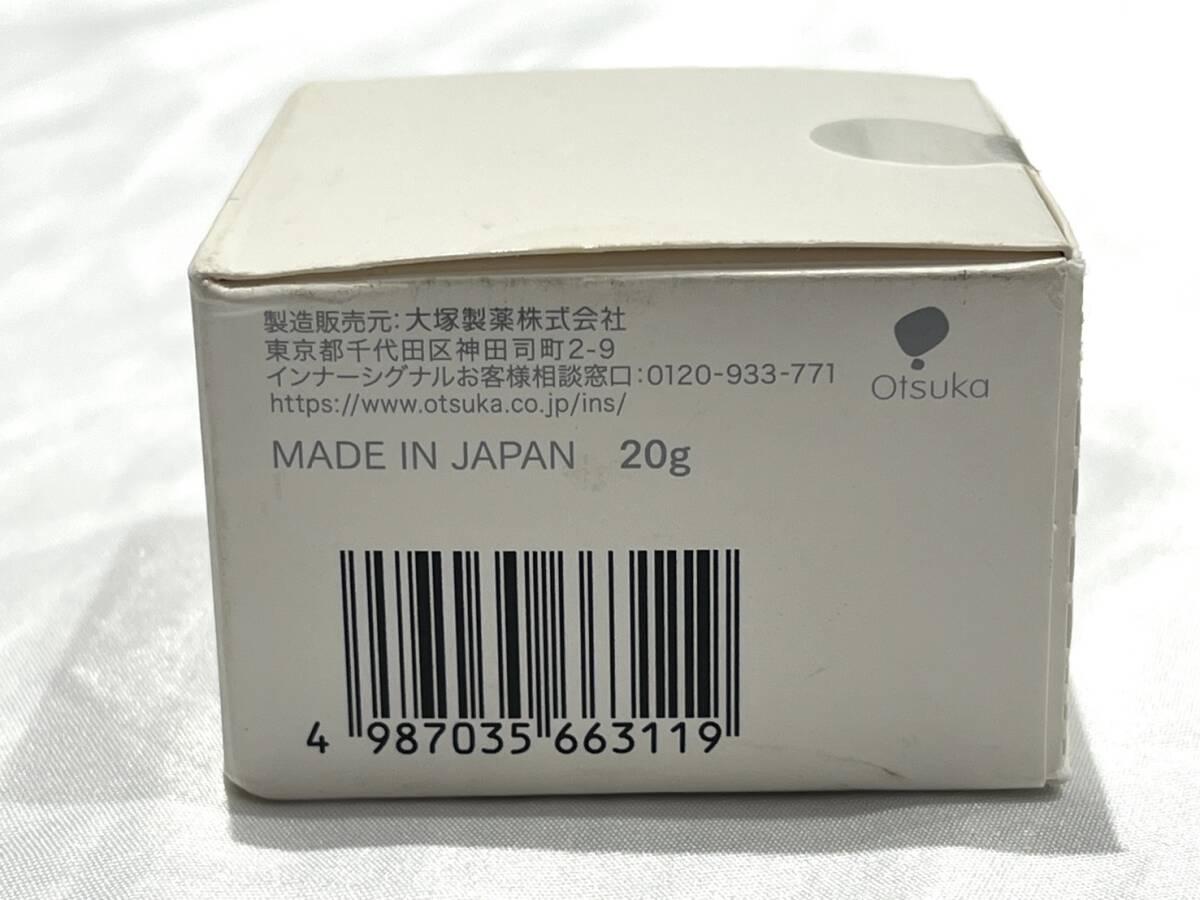 製造販売元:大塚製薬株式会社
東京都千代田区神田司町2-9
インナーシグナルお客様相談窓口:0120-933-771
https://www.otsuka.co.jp/ins/
Otsuka
MADE IN JAPAN 20g
4 987035 663119